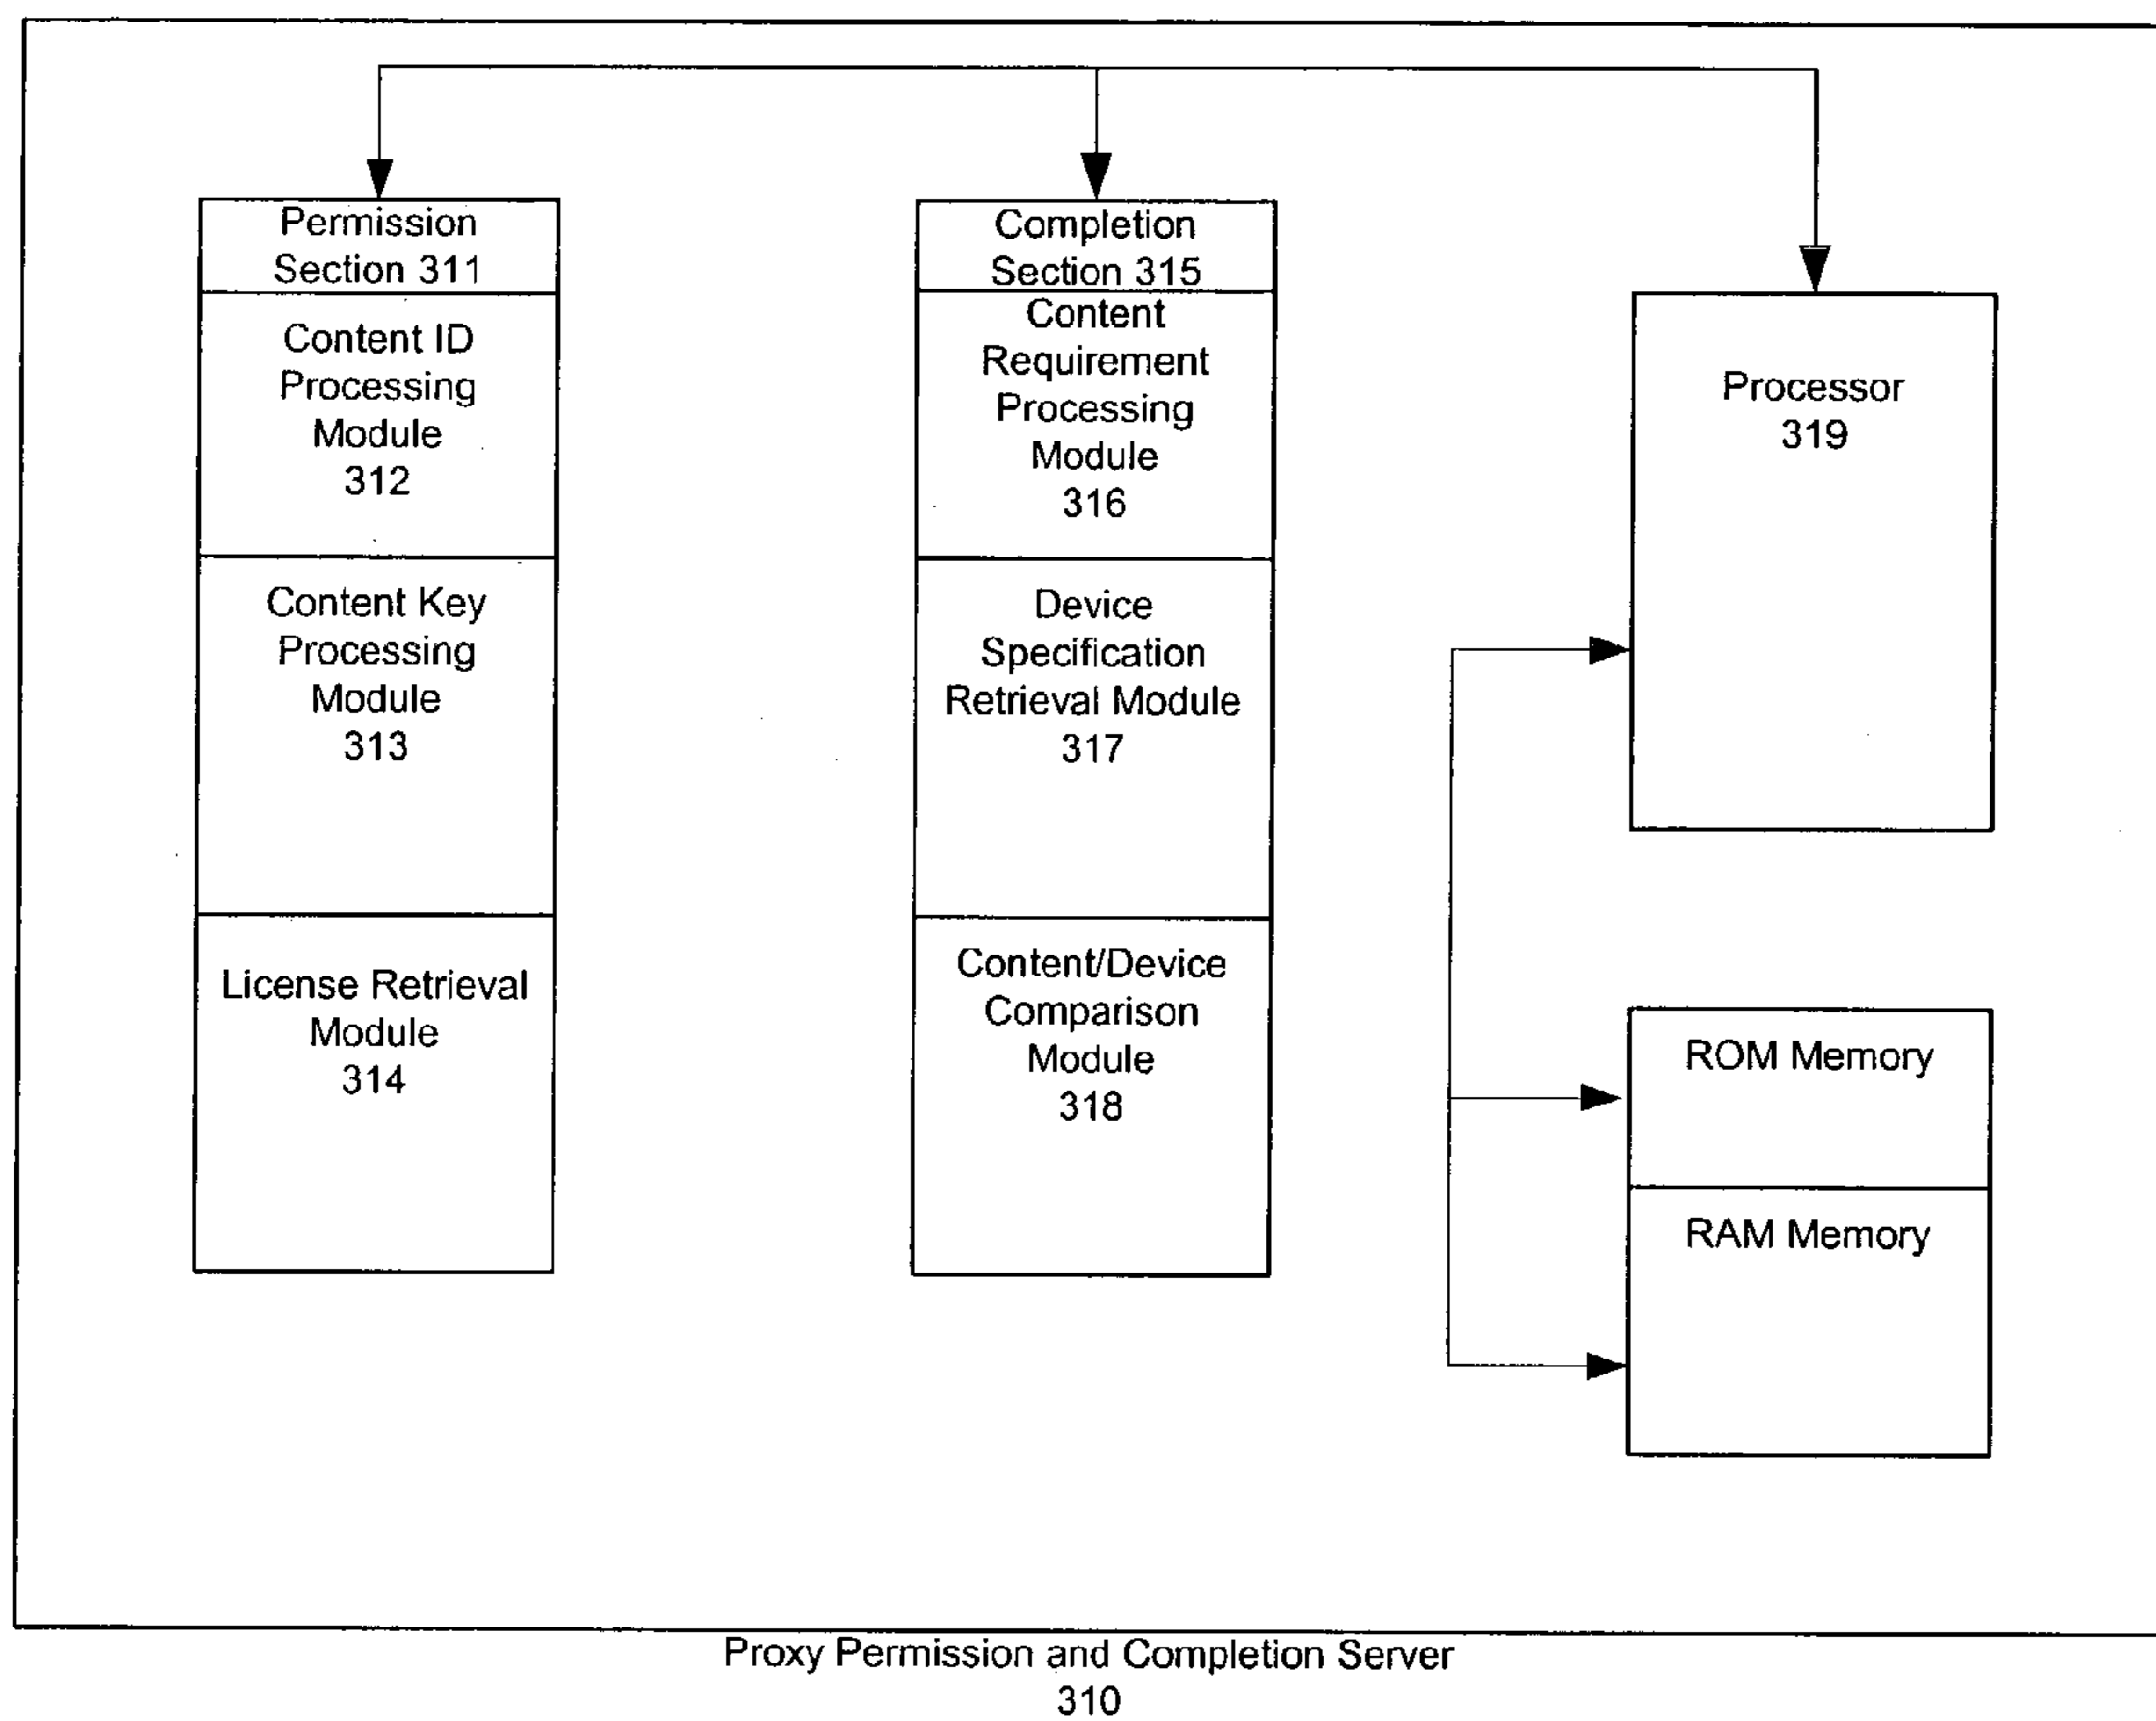 Permission
Section 311
Content ID
Processing
Module
312
Content Key
Processing
Module
313
License Retrieval
Module
314
Completion
Section 315
Content
Requirement
Processing
Module
316
Device
Specification
Retrieval Module
317
Content/Device
Comparison
Module
318
Processor
319
ROM Memory
RAM Memory
Proxy Permission and Completion Server
310